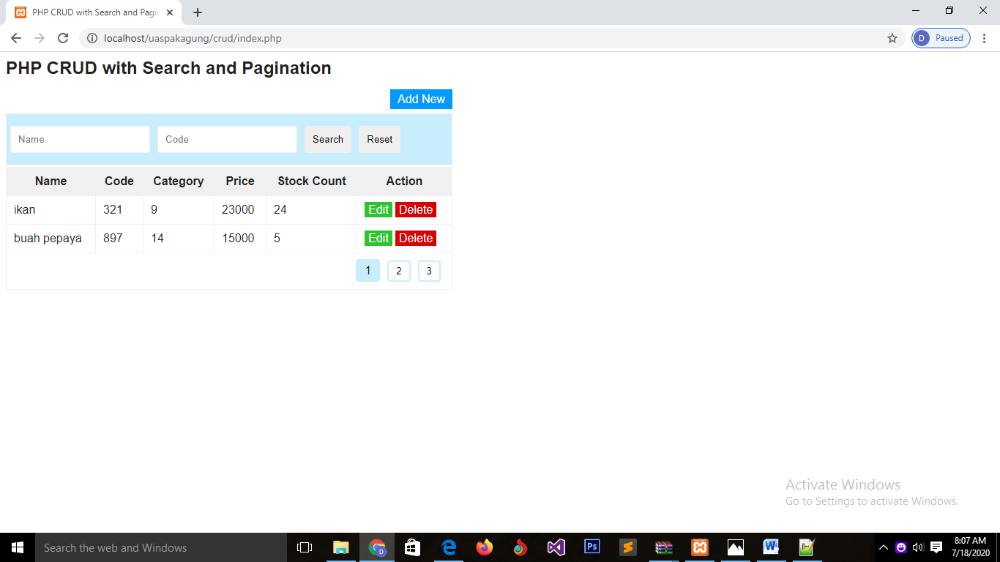 PHP CRUD with Search and Pagin
localhost/uaspakagung/crud/index.php
D Paused
PHP CRUD with Search and Pagination
Add New
Name Code Search Reset
Name Code Category Price Stock Count Action
ikan 321 9 23000 24 Edit Delete
buah pepaya 897 14 15000 5 Edit Delete
1 2 3
Activate Windows
Go to Settings to activate Windows.
Search the web and Windows
D
Ps
8:07 AM
7/18/2020